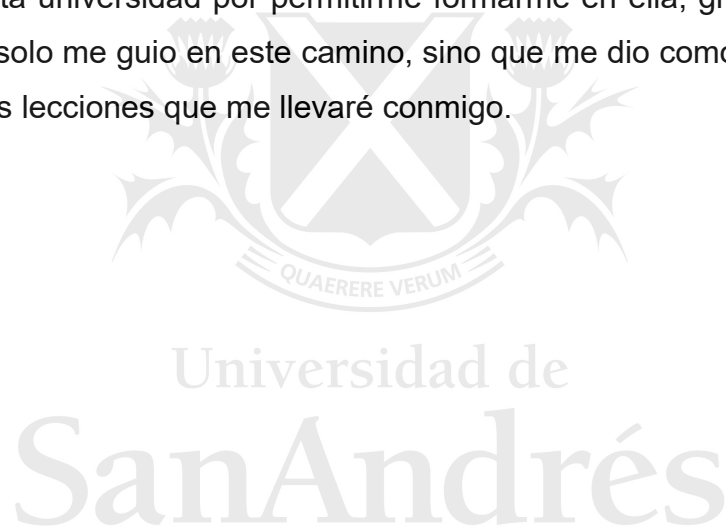 ta universidad por permitirme formarme en ella, gr
solo me guio en este camino, sino que me dio como
s lecciones que me llevaré conmigo.
QUAERERE VERUM
Universidad de
SanAndrés